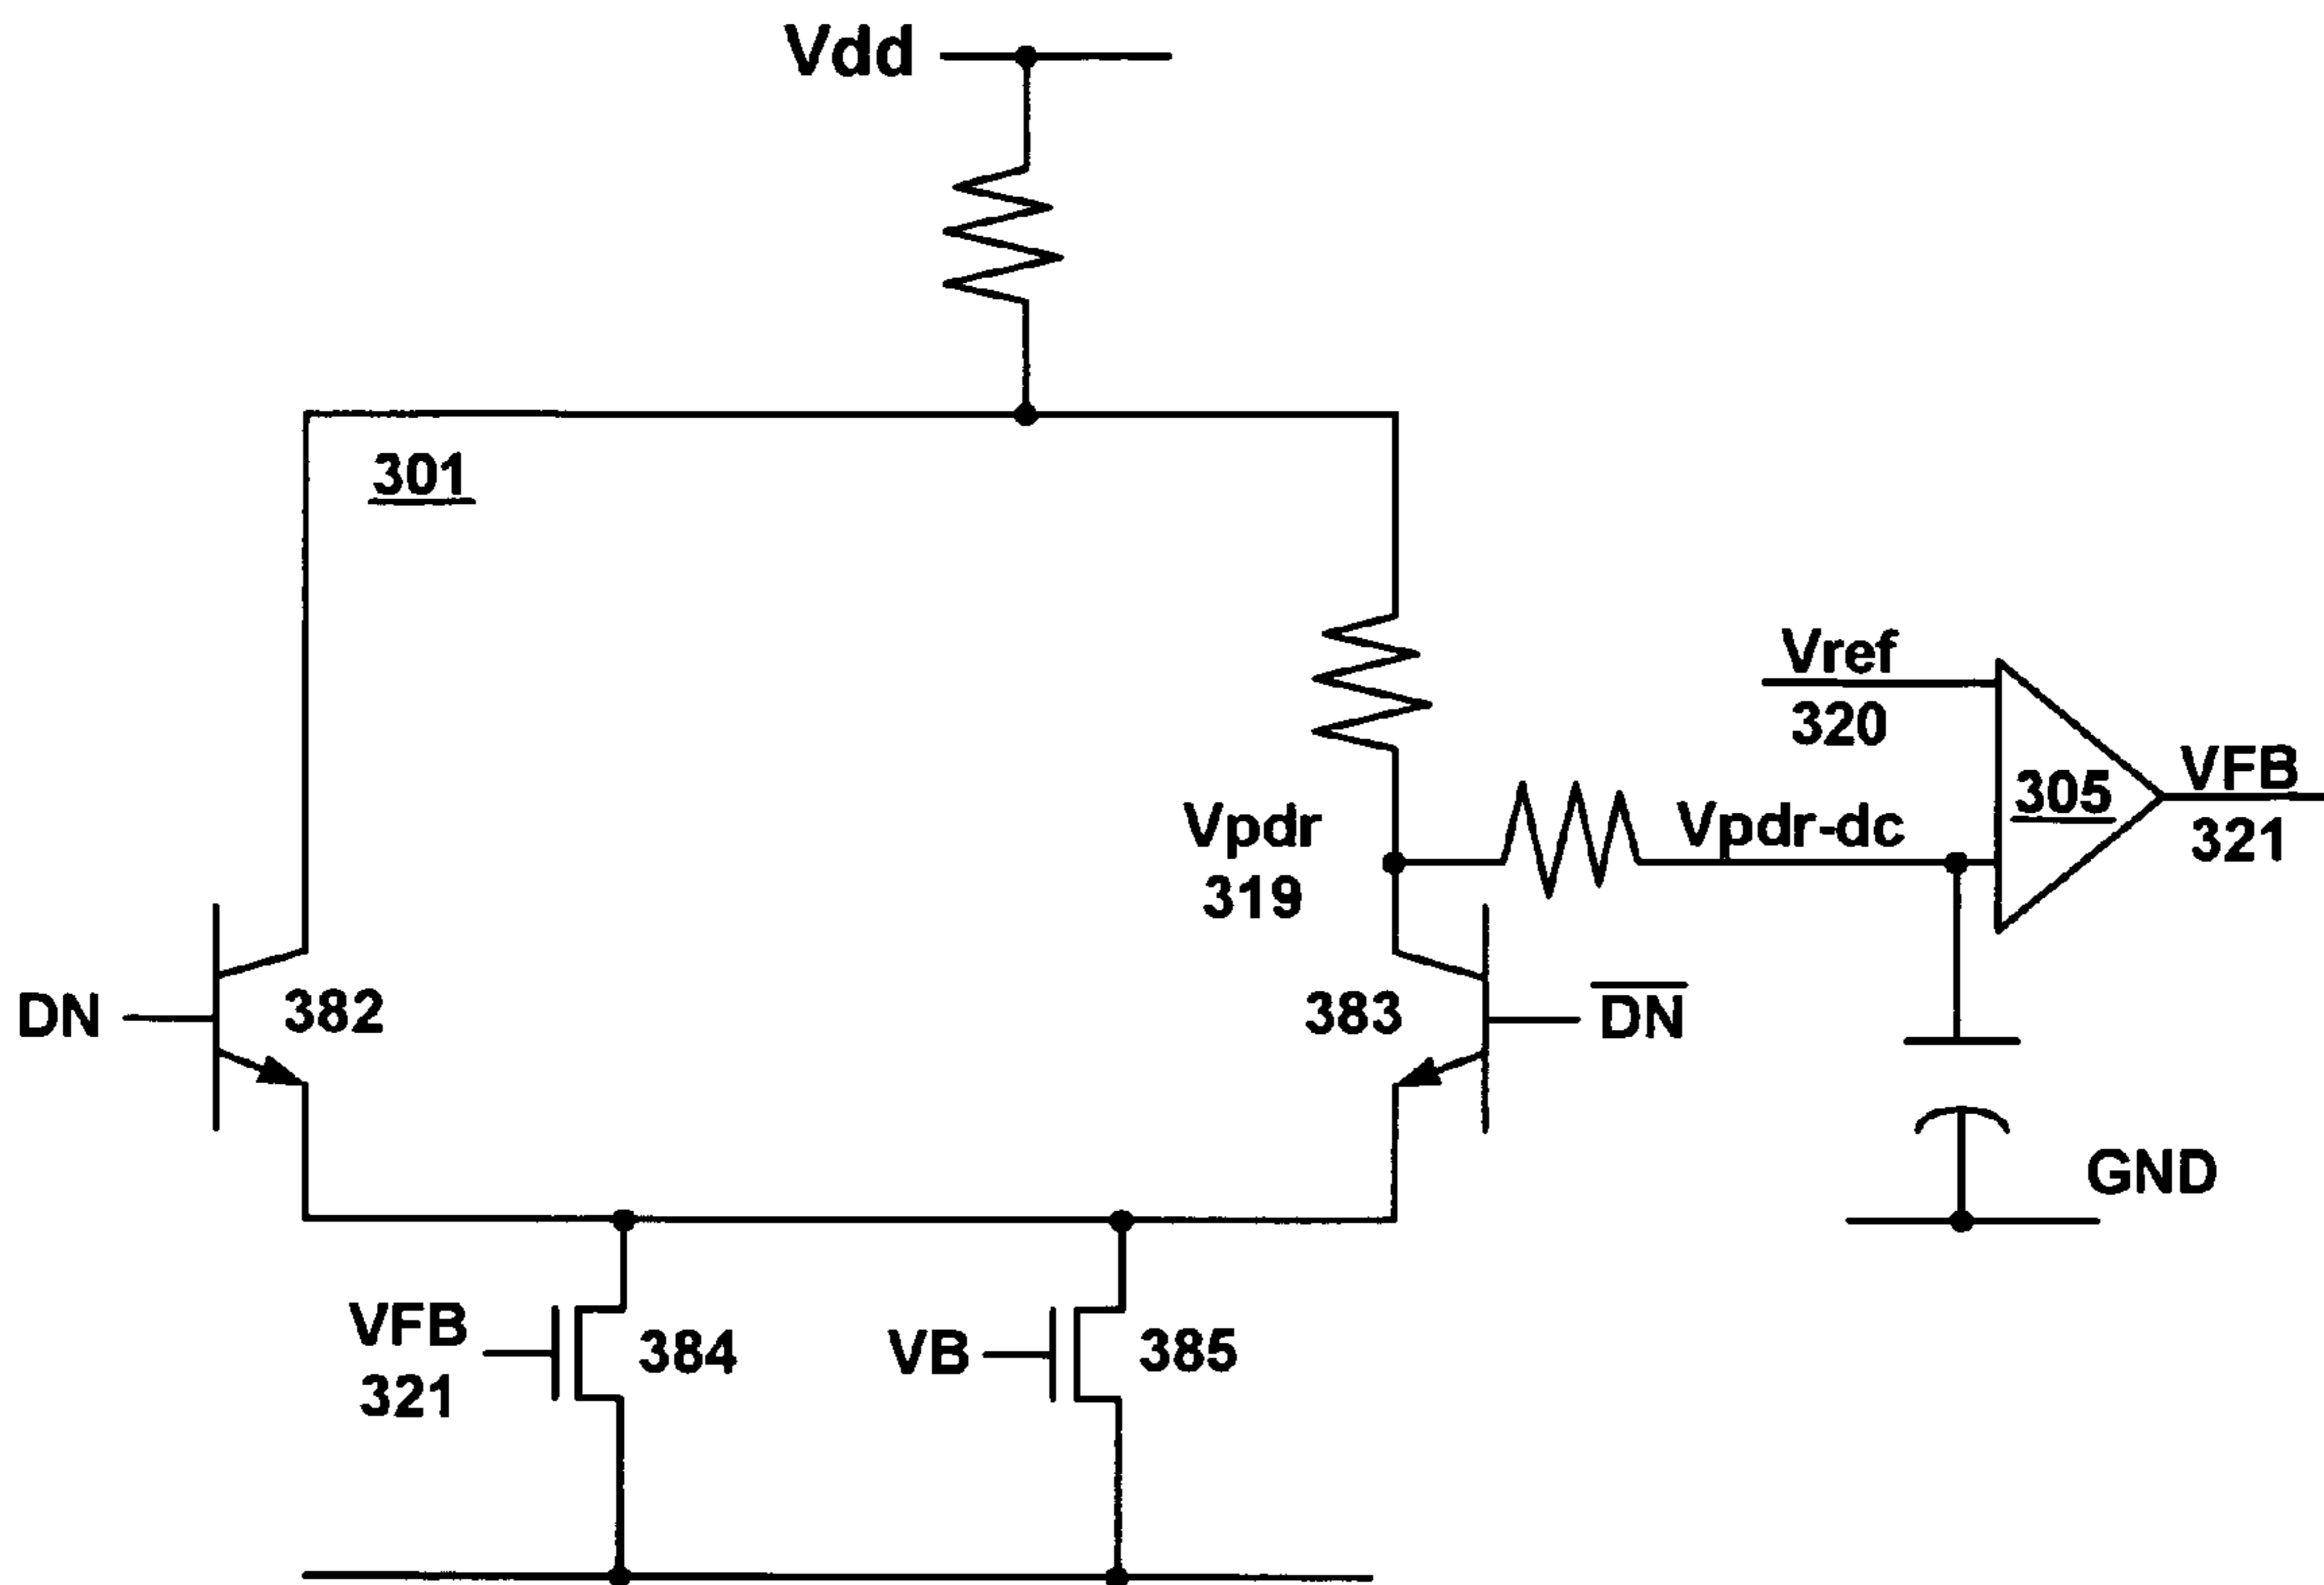 Vdd
301
Vref
320
305
VFB
321
Vpdr
319
Vpdr-dc
DN
382
383
D̅N̅
GND
VFB
321
384
VB
385